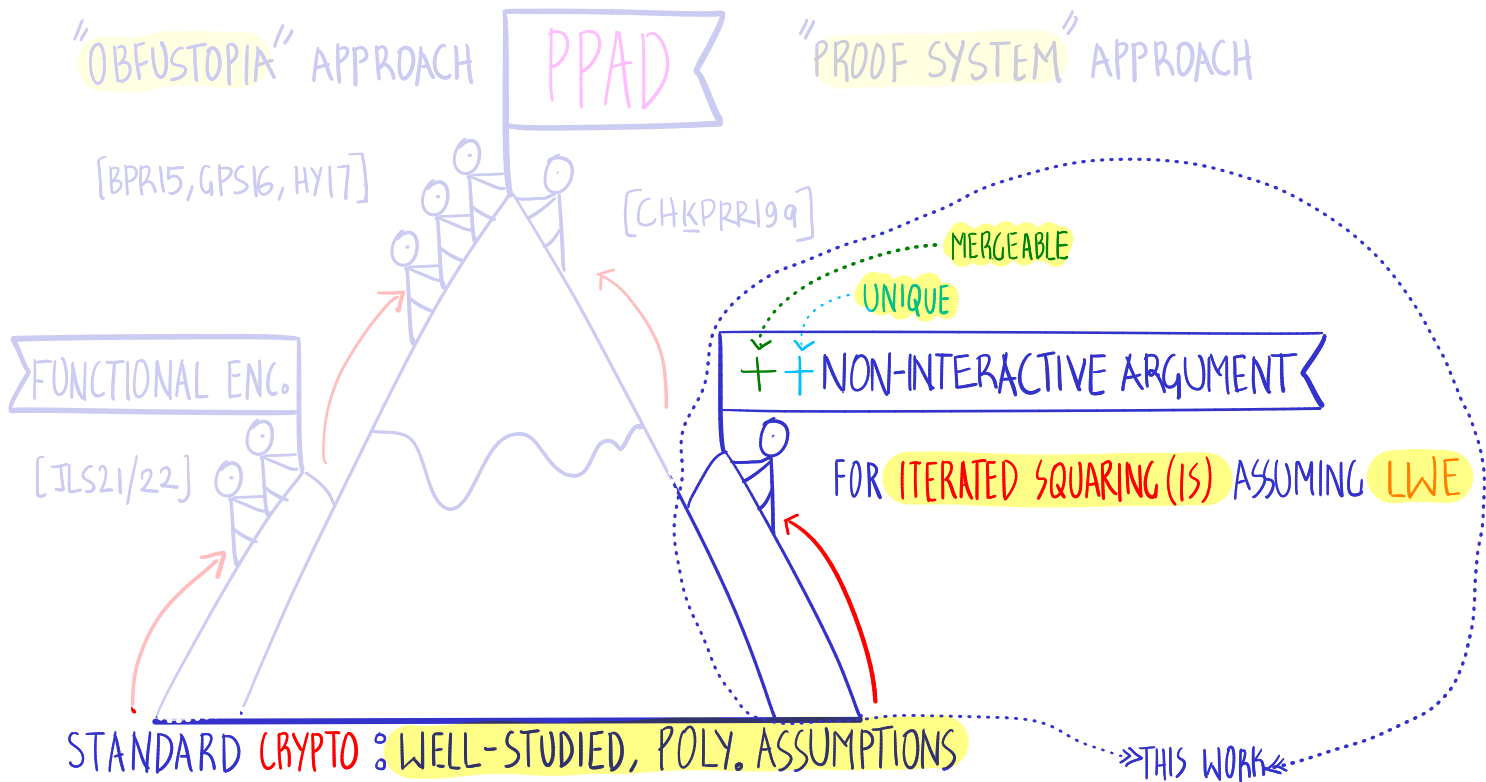 "OBFUSTOPIA" APPROACH
PPAD
"PROOF SYSTEM" APPROACH
[BPR15, GPS16, HY17]
[CHKPRR19a]
MERGEABLE
UNIQUE
FUNCTIONAL ENC.
+ + NON-INTERACTIVE ARGUMENT
[JLS21/22]
FOR ITERATED SQUARING (IS) ASSUMING LWE
STANDARD CRYPTO : WELL-STUDIED, POLY. ASSUMPTIONS
THIS WORK